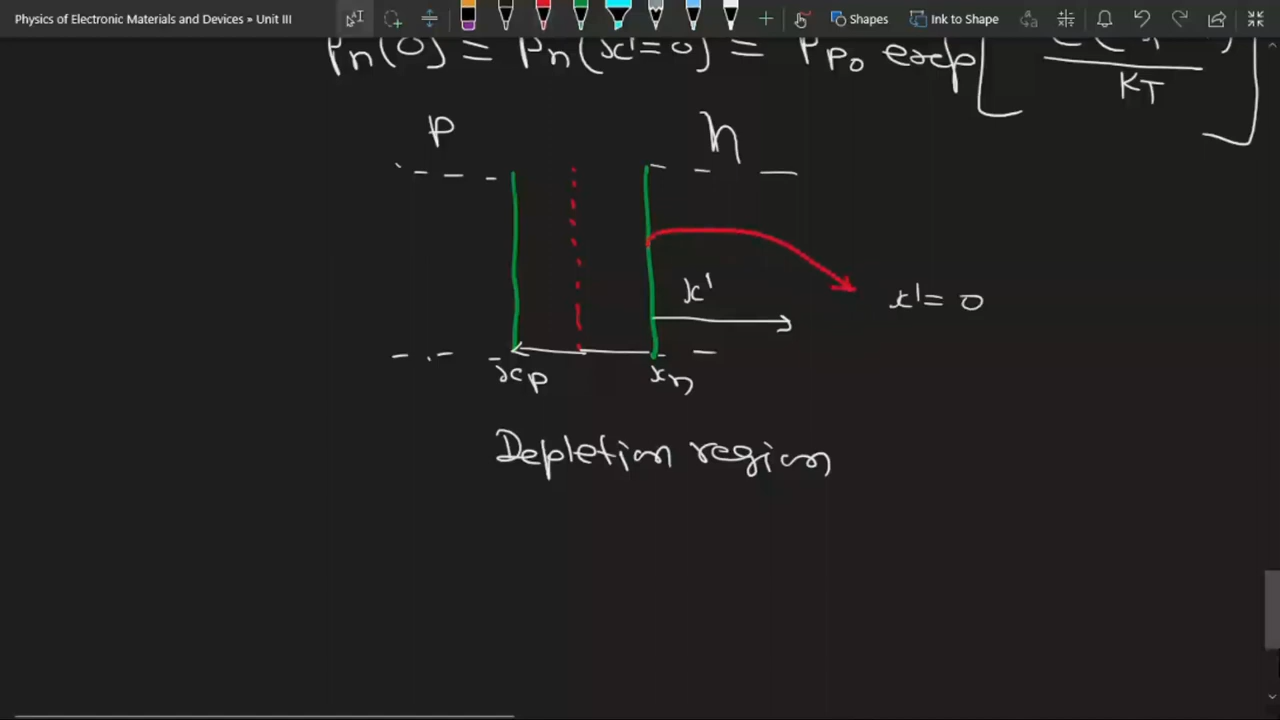 Physics of Electronic Materials and Devices » Unit III
Shapes
Ink to Shape
Pn(0) = Pn(x'=0) = Ppo exp[ KT ]
P n
x' x'= 0
-xp xn
Depletion region